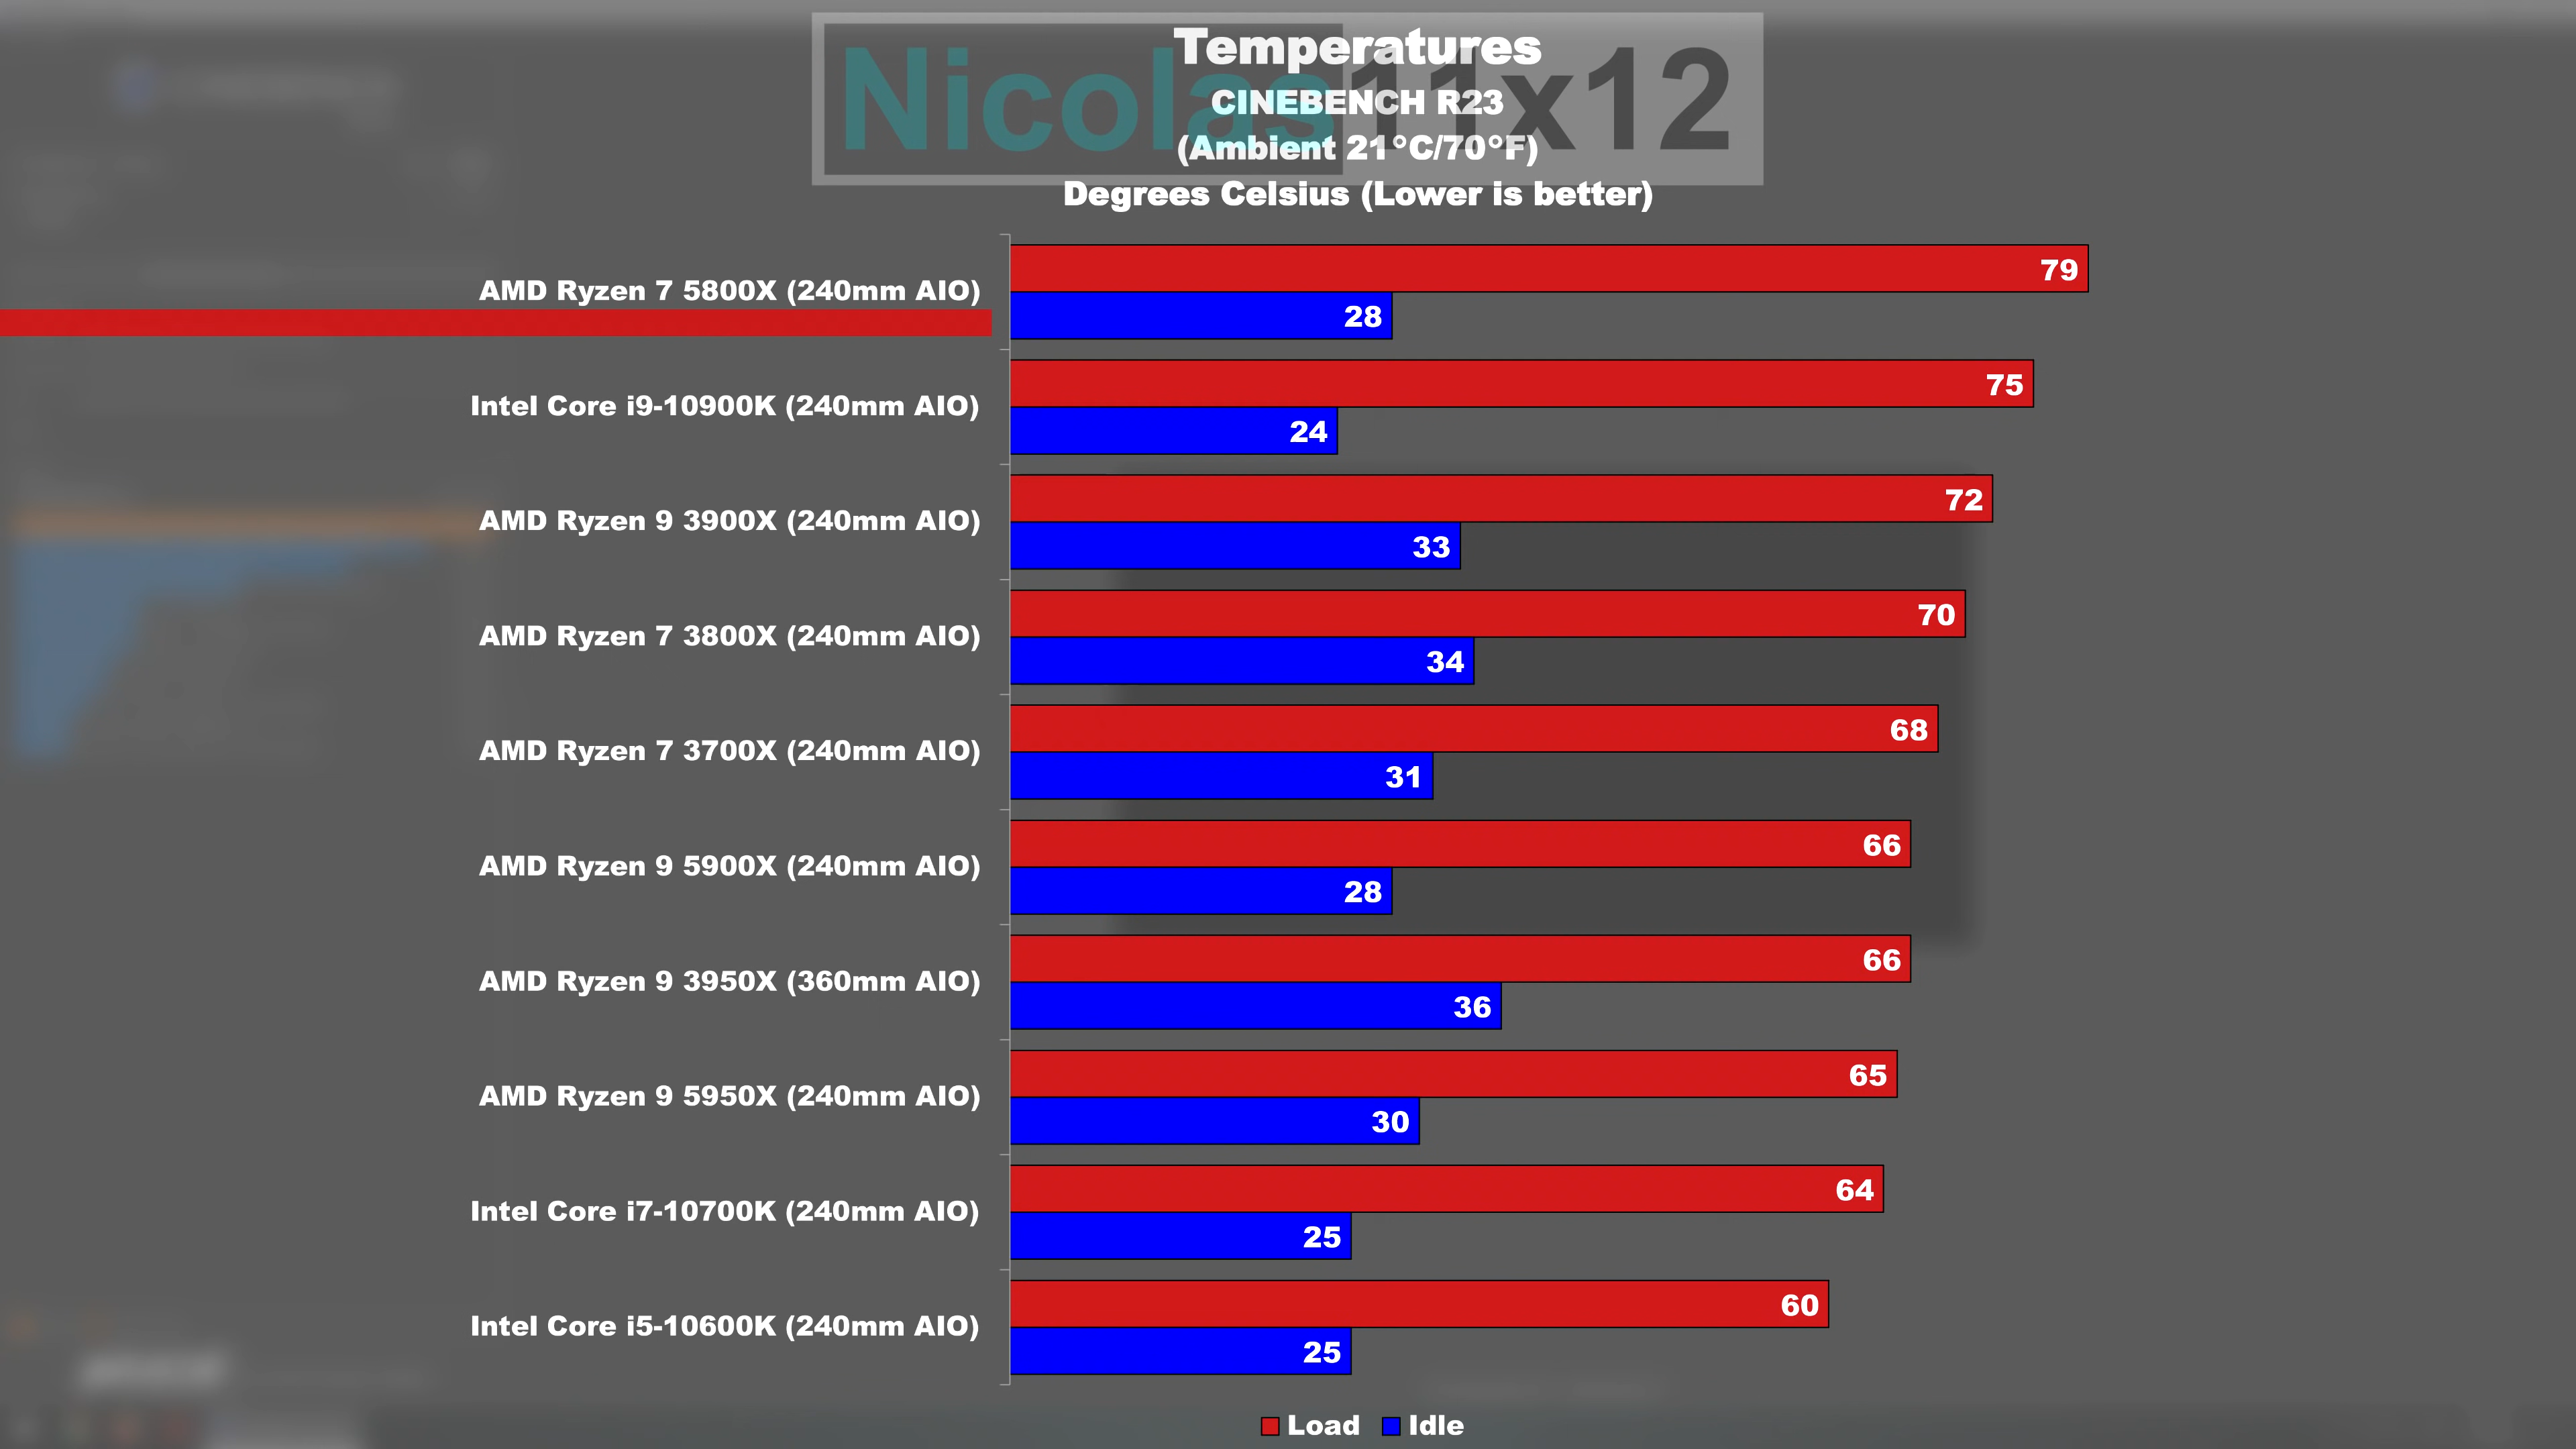 Nicolas11x12
Temperatures
CINEBENCH R23
(Ambient 21°C/70°F)
Degrees Celsius (Lower is better)
AMD Ryzen 7 5800X (240mm AIO)
79
28
Intel Core i9-10900K (240mm AIO)
75
24
AMD Ryzen 9 3900X (240mm AIO)
72
33
AMD Ryzen 7 3800X (240mm AIO)
70
34
AMD Ryzen 7 3700X (240mm AIO)
68
31
AMD Ryzen 9 5900X (240mm AIO)
66
28
AMD Ryzen 9 3950X (360mm AIO)
66
36
AMD Ryzen 9 5950X (240mm AIO)
65
30
Intel Core i7-10700K (240mm AIO)
64
25
Intel Core i5-10600K (240mm AIO)
60
25
Load Idle